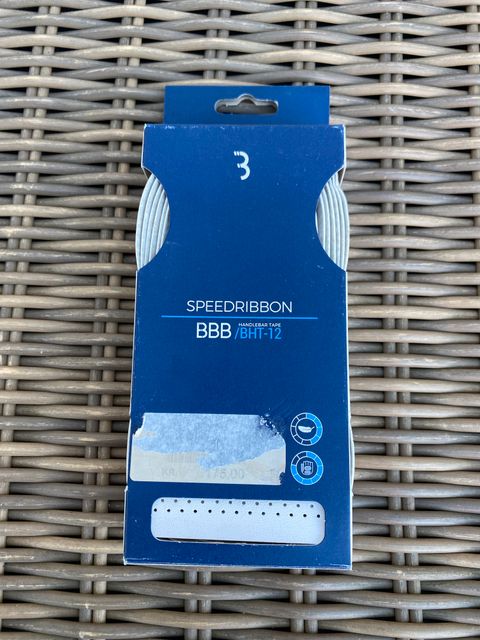 SPEEDRIBBON
BBB HANDLEBAR TAPE /BHT-12